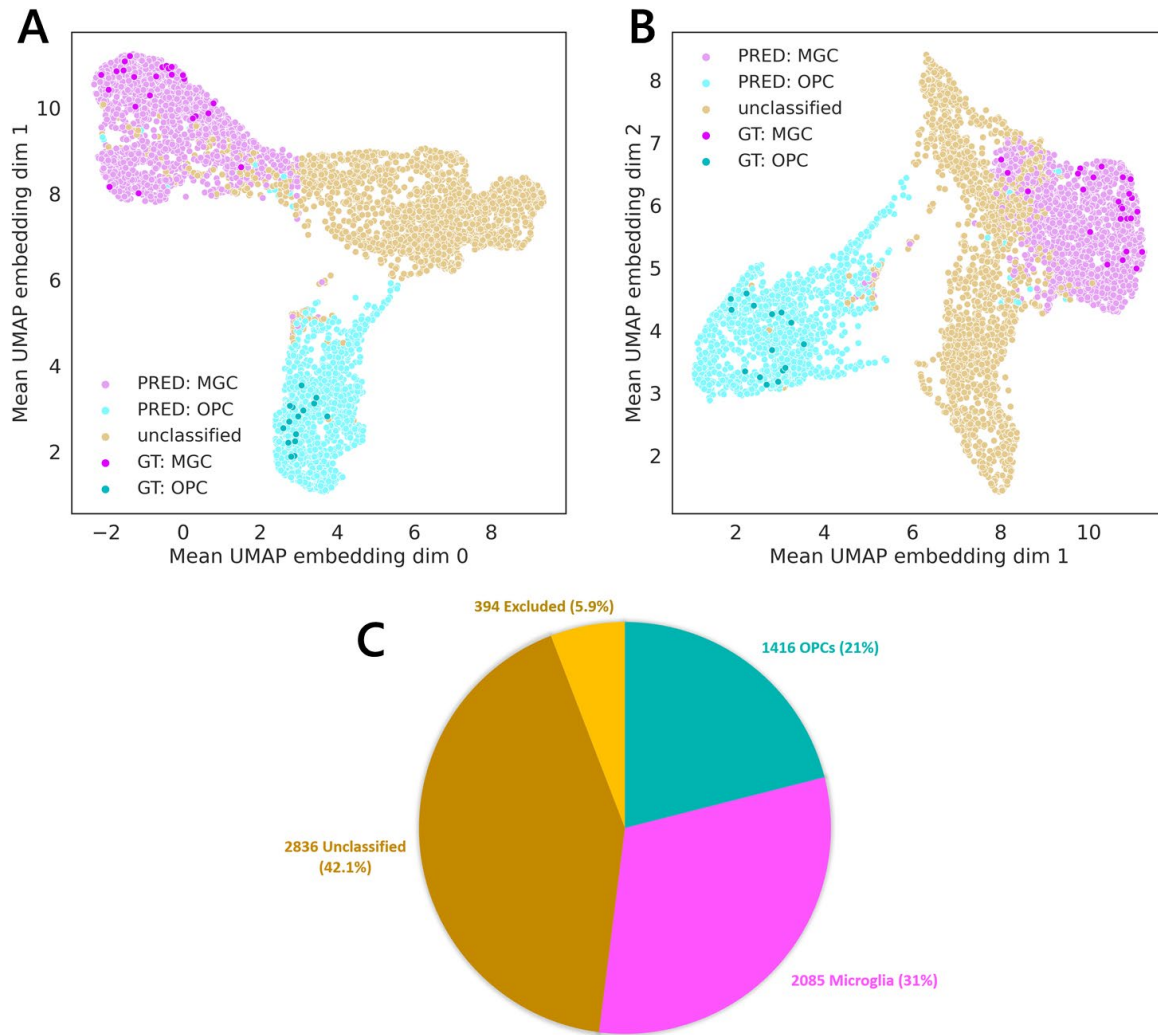 A
10
8
6
4
2
Mean UMAP embedding dim 1
PRED: MGC
PRED: OPC
unclassified
GT: MGC
GT: OPC
−2 0 2 4 6 8
Mean UMAP embedding dim 0
B
PRED: MGC
PRED: OPC
unclassified
GT: MGC
GT: OPC
8
7
6
5
4
3
2
Mean UMAP embedding dim 2
2 4 6 8 10
Mean UMAP embedding dim 1
C
394 Excluded (5.9%)
1416 OPCs (21%)
2836 Unclassified
(42.1%)
2085 Microglia (31%)